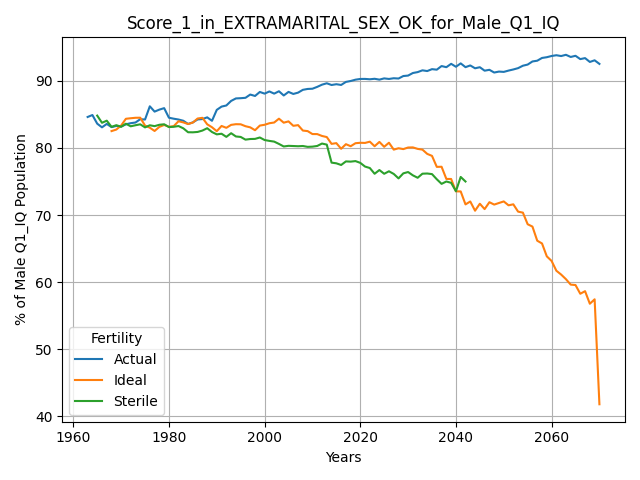 Score_1_in_EXTRAMARITAL_SEX_OK_for_Male_Q1_IQ
% of Male Q1_IQ Population
90
80
70
60
50
40
Fertility
Actual
Ideal
Sterile
1960 1980 2000 2020 2040 2060
Years